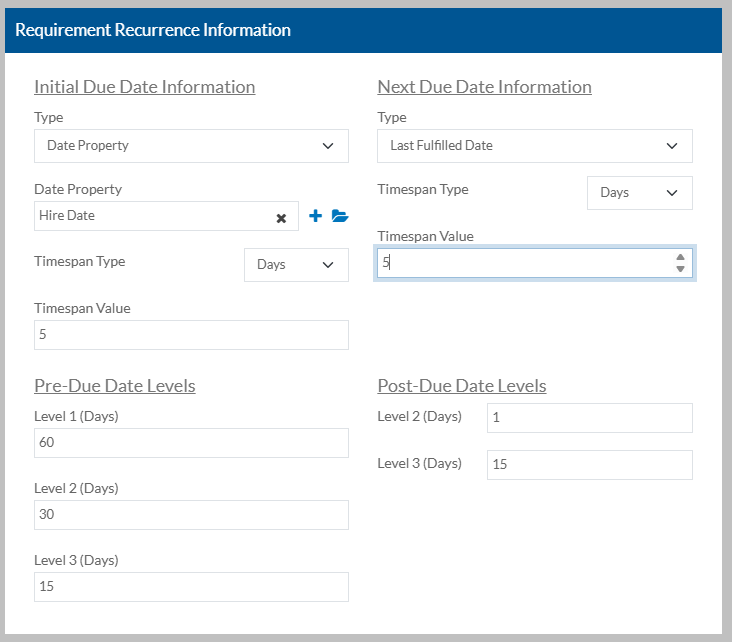 Requirement Recurrence Information
Initial Due Date Information
Type
Date Property
Date Property
Hire Date
Timespan Type
Days
Timespan Value
5
Next Due Date Information
Type
Last Fulfilled Date
Timespan Type
Days
Timespan Value
5
Pre-Due Date Levels
Level 1 (Days)
60
Level 2 (Days)
30
Level 3 (Days)
15
Post-Due Date Levels
Level 2 (Days)
1
Level 3 (Days)
15